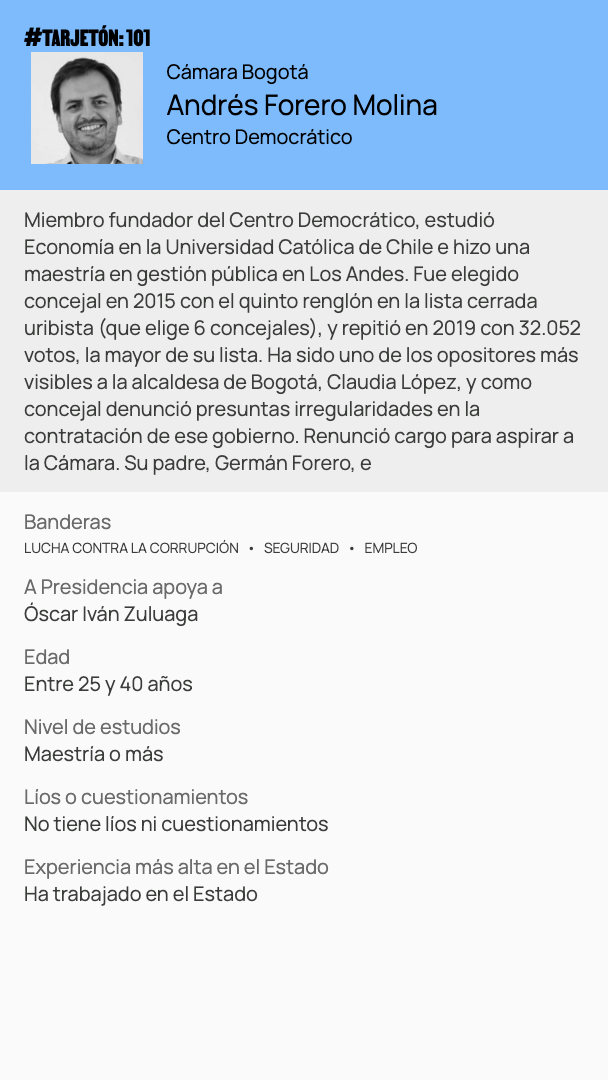 #TARJETÓN: 101
Cámara Bogotá
Andrés Forero Molina
Centro Democrático
Miembro fundador del Centro Democrático, estudió
Economía en la Universidad Católica de Chile e hizo una
maestría en gestión pública en Los Andes. Fue elegido
concejal en 2015 con el quinto renglón en la lista cerrada
uribista (que elige 6 concejales), y repitió en 2019 con 32.052
votos, la mayor de su lista. Ha sido uno de los opositores más
visibles a la alcaldesa de Bogotá, Claudia López, y como
concejal denunció presuntas irregularidades en la
contratación de ese gobierno. Renunció cargo para aspirar a
la Cámara. Su padre, Germán Forero, e
Banderas
LUCHA CONTRA LA CORRUPCIÓN • SEGURIDAD • EMPLEO
A Presidencia apoya a
Óscar Iván Zuluaga
Edad
Entre 25 y 40 años
Nivel de estudios
Maestría o más
Líos o cuestionamientos
No tiene líos ni cuestionamientos
Experiencia más alta en el Estado
Ha trabajado en el Estado